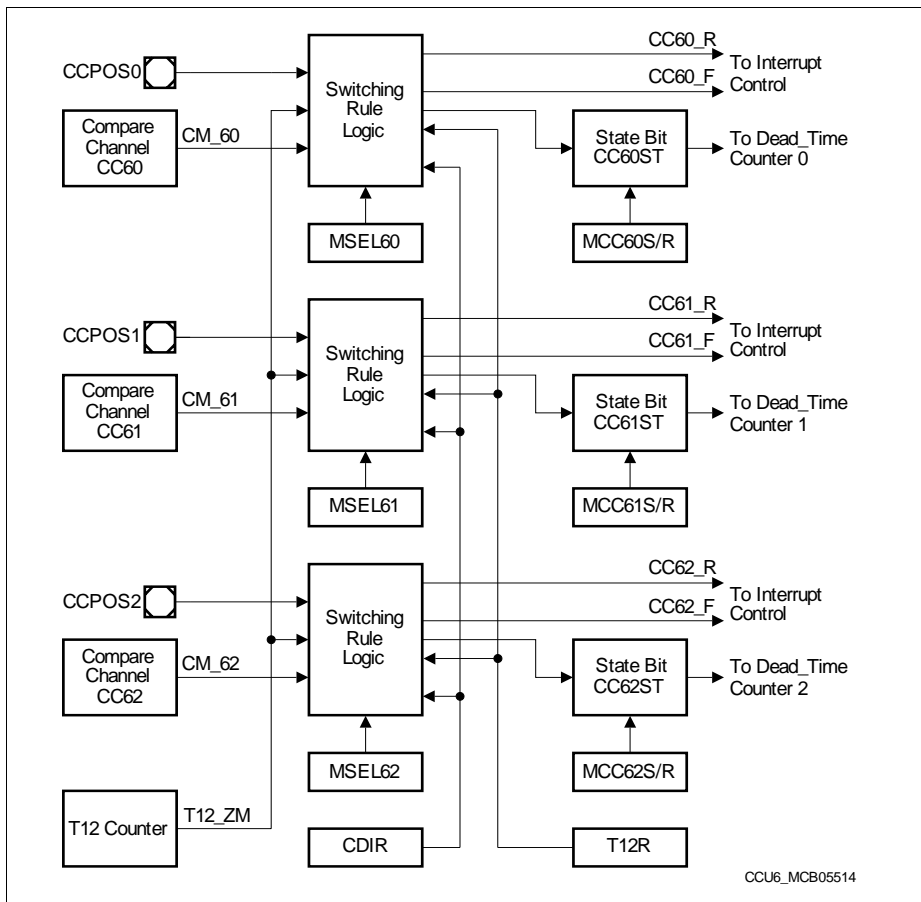 CC60_R
CCPOS0
To Interrupt
Control
CC60_F
Switching
Rule
Logic
Compare
Channel
CC60
CM_60
State Bit
CC60ST
To Dead_Time
Counter 0
MSEL60
MCC60S/R
CC61_R
CCPOS1
To Interrupt
Control
CC61_F
Switching
Rule
Logic
Compare
Channel
CC61
CM_61
State Bit
CC61ST
To Dead_Time
Counter 1
MSEL61
MCC61S/R
CC62_R
CCPOS2
To Interrupt
Control
CC62_F
Switching
Rule
Logic
Compare
Channel
CC62
CM_62
State Bit
CC62ST
To Dead_Time
Counter 2
MSEL62
MCC62S/R
T12 Counter
T12_ZM
CDIR
T12R
CCU6_MCB05514